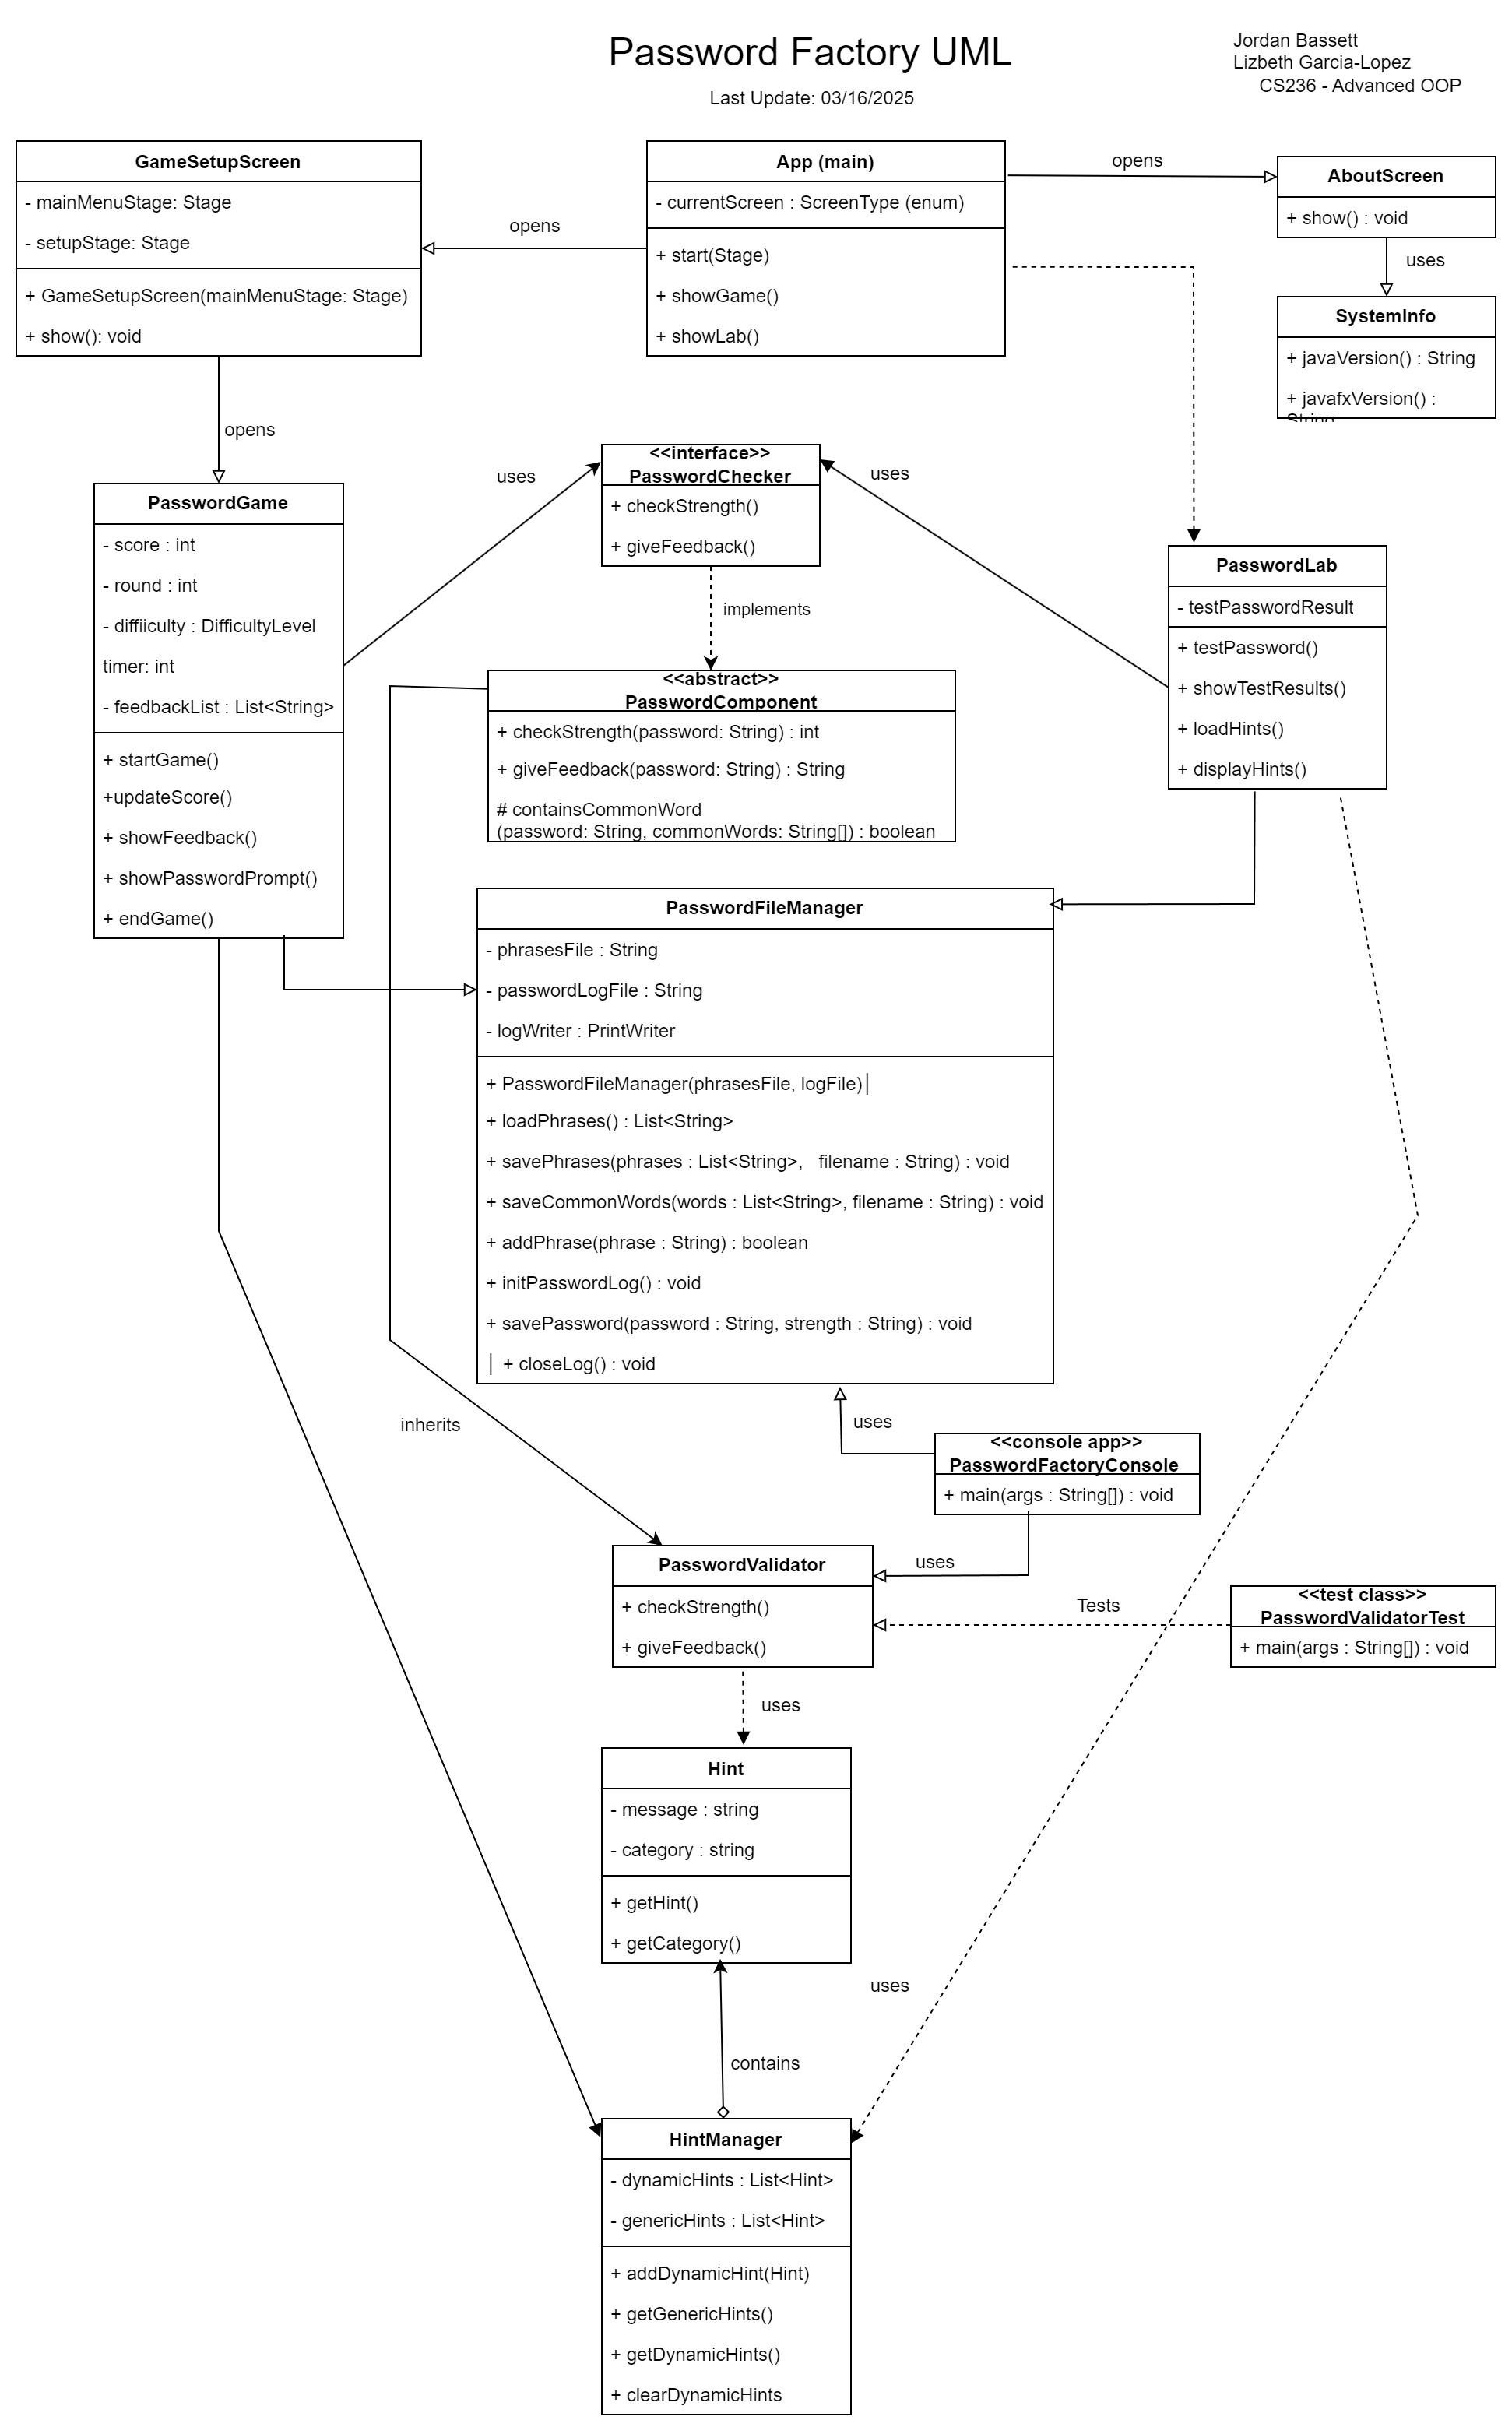 Password Factory UML
Last Update: 03/16/2025
Jordan Bassett
Lizbeth Garcia-Lopez
CS236 - Advanced OOP
GameSetupScreen
- mainMenuStage: Stage
- setupStage: Stage
+ GameSetupScreen(mainMenuStage: Stage)
+ show(): void
opens
App (main)
- currentScreen : ScreenType (enum)
+ start(Stage)
+ showGame()
+ showLab()
opens
AboutScreen
+ show() : void
uses
SystemInfo
+ javaVersion() : String
+ javafxVersion() :
String
opens
PasswordGame
- score : int
- round : int
- diffiiculty : DifficultyLevel
timer: int
- feedbackList : List<String>
+ startGame()
+updateScore()
+ showFeedback()
+ showPasswordPrompt()
+ endGame()
uses
<<interface>>
PasswordChecker
+ checkStrength()
+ giveFeedback()
uses
implements
PasswordLab
- testPasswordResult
+ testPassword()
+ showTestResults()
+ loadHints()
+ displayHints()
<<abstract>>
PasswordComponent
+ checkStrength(password: String) : int
+ giveFeedback(password: String) : String
# containsCommonWord
(password: String, commonWords: String[]) : boolean
PasswordFileManager
- phrasesFile : String
- passwordLogFile : String
- logWriter : PrintWriter
+ PasswordFileManager(phrasesFile, logFile)│
+ loadPhrases() : List<String>
+ savePhrases(phrases : List<String>,   filename : String) : void
+ saveCommonWords(words : List<String>, filename : String) : void
+ addPhrase(phrase : String) : boolean
+ initPasswordLog() : void
+ savePassword(password : String, strength : String) : void
│ + closeLog() : void
inherits
uses
<<console app>>
PasswordFactoryConsole
+ main(args : String[]) : void
uses
PasswordValidator
+ checkStrength()
+ giveFeedback()
Tests
<<test class>>
PasswordValidatorTest
+ main(args : String[]) : void
uses
Hint
- message : string
- category : string
+ getHint()
+ getCategory()
uses
contains
HintManager
- dynamicHints : List<Hint>
- genericHints : List<Hint>
+ addDynamicHint(Hint)
+ getGenericHints()
+ getDynamicHints()
+ clearDynamicHints